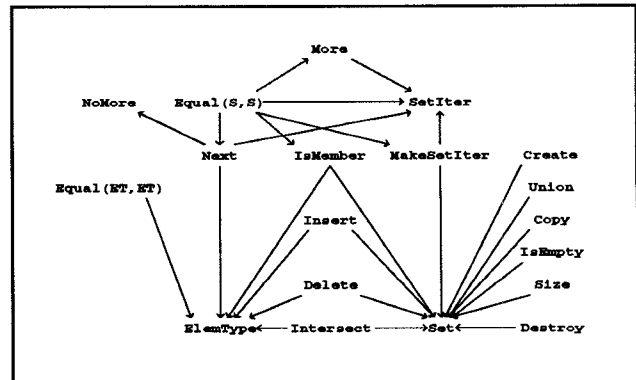 More
NoMore Equal(S,S) SetIter
Next IsMember MakeSetIter Create
Equal(ET,ET) Union
Insert Copy
IsEmpty
Delete Size
ElemType Intersect Set Destroy